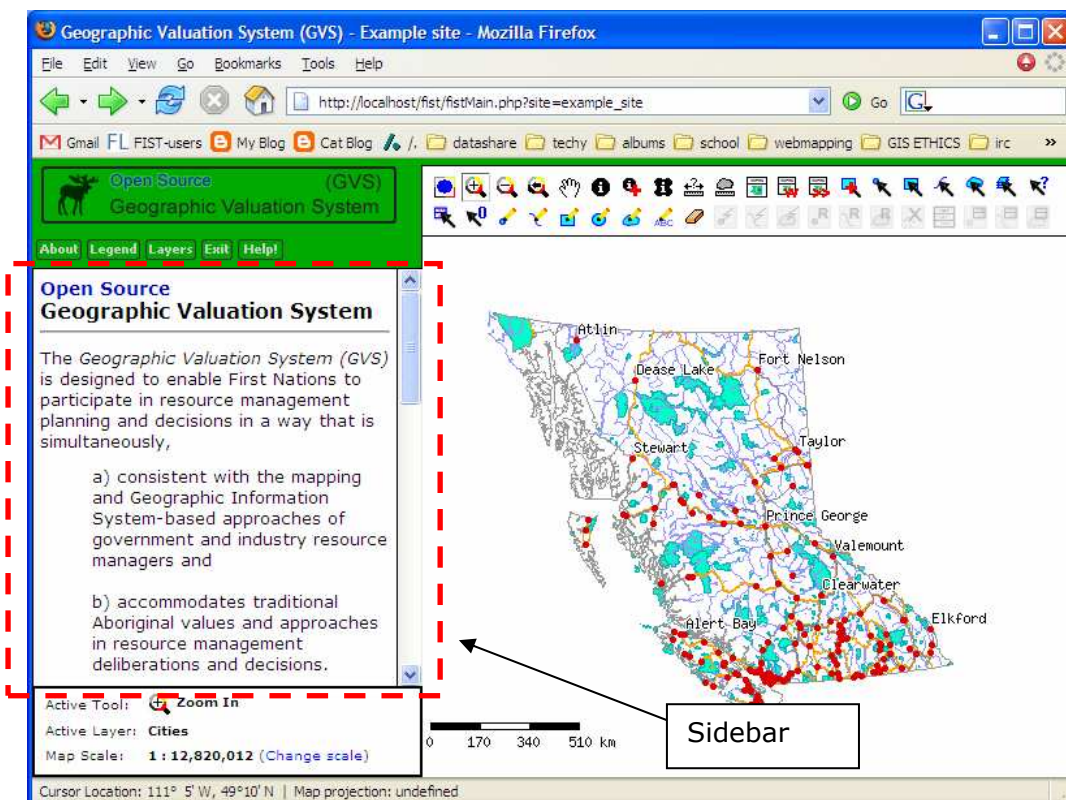 Geographic Valuation System (GVS) - Example site - Mozilla Firefox
File Edit View Go Bookmarks Tools Help
http://localhost/fist/fistMain.php?site=example_site Go G
Gmail FL FIST-users My Blog Cat Blog /. datashare techy albums school webmapping GIS ETHICS irc »
Open Source (GVS)
Geographic Valuation System
About Legend Layers Exit Help!
Open Source
Geographic Valuation System
The Geographic Valuation System (GVS)
is designed to enable First Nations to
participate in resource management
planning and decisions in a way that is
simultaneously,
a) consistent with the mapping
and Geographic Information
System-based approaches of
government and industry resource
managers and
b) accommodates traditional
Aboriginal values and approaches
in resource management
deliberations and decisions.
Active Tool: Zoom In
Active Layer: Cities
Map Scale: 1 : 12,820,012 (Change scale)
Atlin
Fort Nelson
Dease Lake
Taylor
Stewart
Prince George
Valemount
Clearwater
Elkford
Alert Bay
0 170 340 510 km
Sidebar
Cursor Location: 111° 5' W, 49°10' N | Map projection: undefined